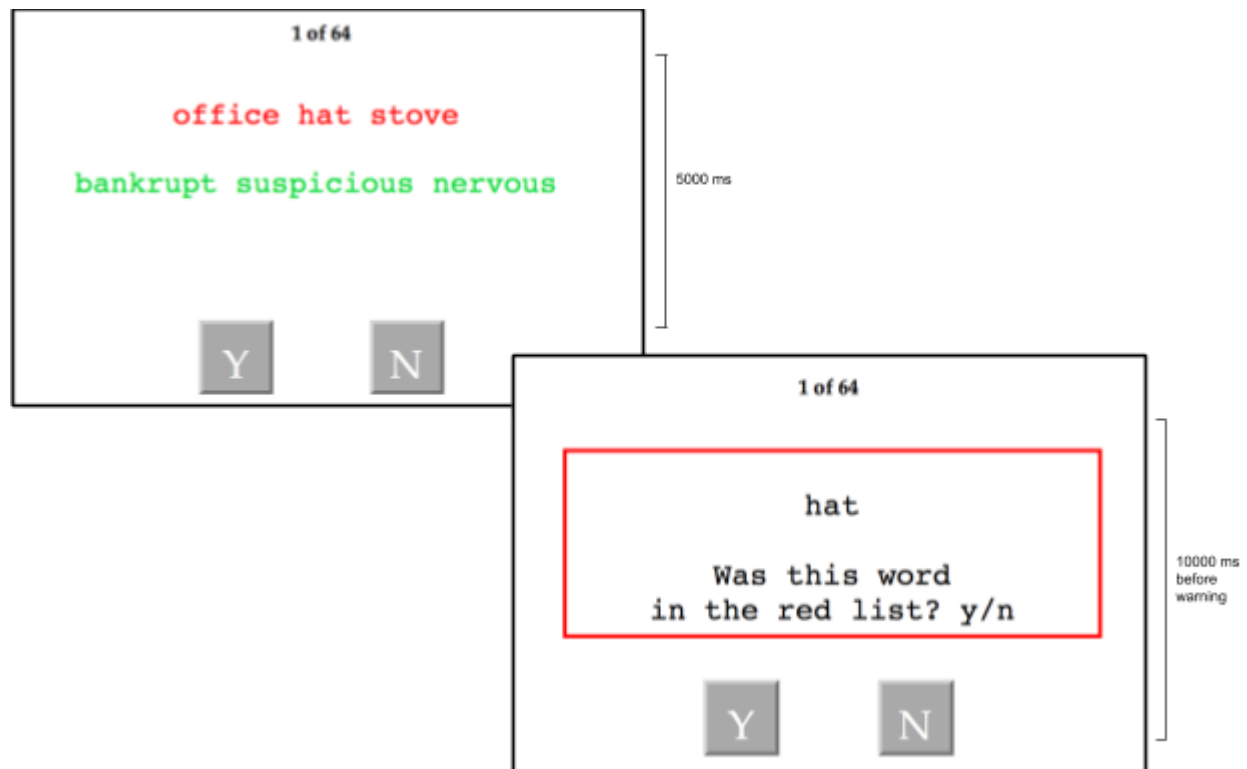 1 of 64
office hat stove
bankrupt suspicious nervous
Y N
5000 ms
1 of 64
hat
Was this word
in the red list? y/n
Y N
10000 ms
before
warning